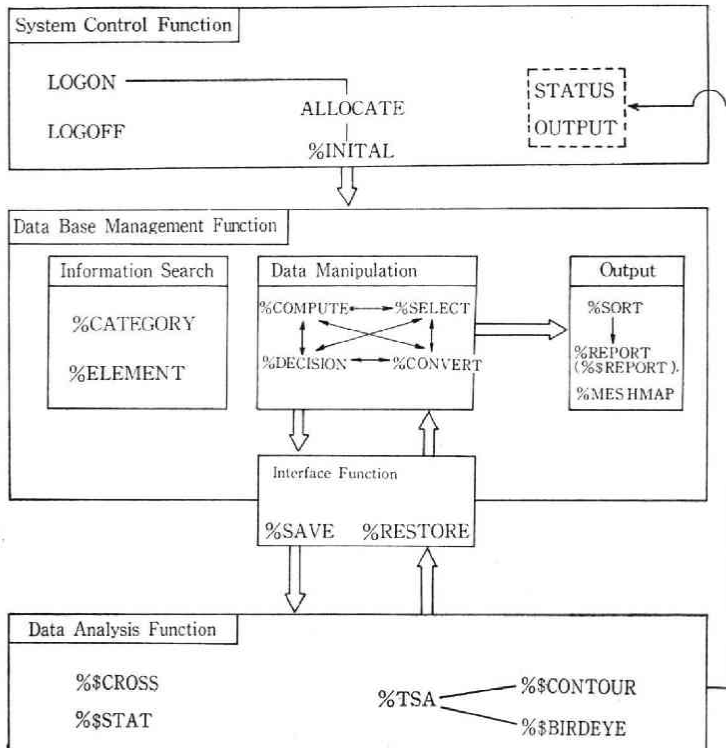 System Control Function
LOGON
ALLOCATE
STATUS
LOGOFF
OUTPUT
%INITAL
Data Base Management Function
Information Search
%CATEGORY
%ELEMENT
Data Manipulation
%COMPUTE %SELECT
%DECISION %CONVERT
Output
%SORT
%REPORT
(%$REPORT).
%MESHMAP
Interface Function
%SAVE %RESTORE
Data Analysis Function
%$CROSS
%$STAT
%TSA
%$CONTOUR
%$BIRDEYE